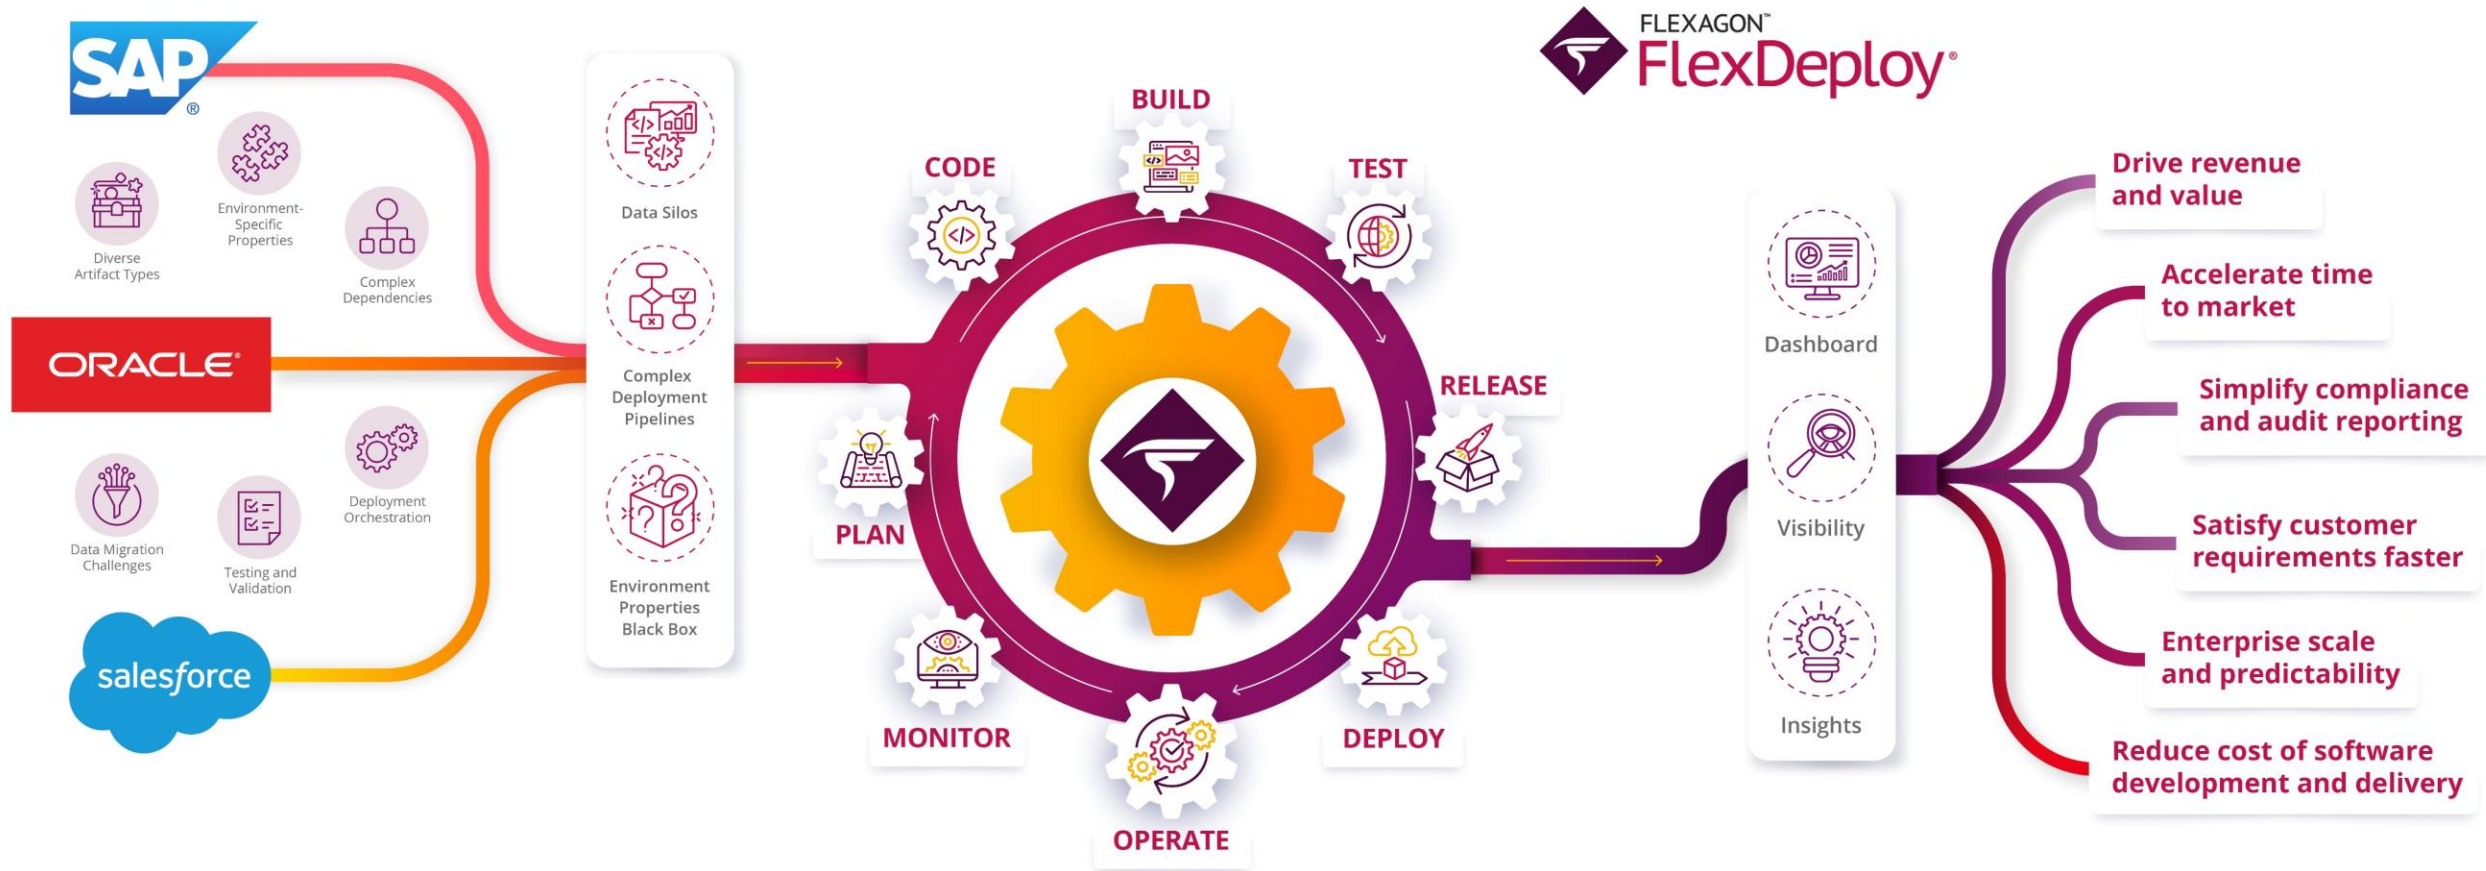 SAP
®
Environment-
Specific
Properties
Diverse
Artifact Types
Complex
Dependencies
ORACLE®
Deployment
Orchestration
Data Migration
Challenges
Testing and
Validation
salesforce
Data Silos
Complex
Deployment
Pipelines
Environment
Properties
Black Box
BUILD
CODE
TEST
RELEASE
PLAN
MONITOR
DEPLOY
OPERATE
FLEXAGON™
FlexDeploy®
Dashboard
Visibility
Insights
Drive revenue
and value
Accelerate time
to market
Simplify compliance
and audit reporting
Satisfy customer
requirements faster
Enterprise scale
and predictability
Reduce cost of software
development and delivery